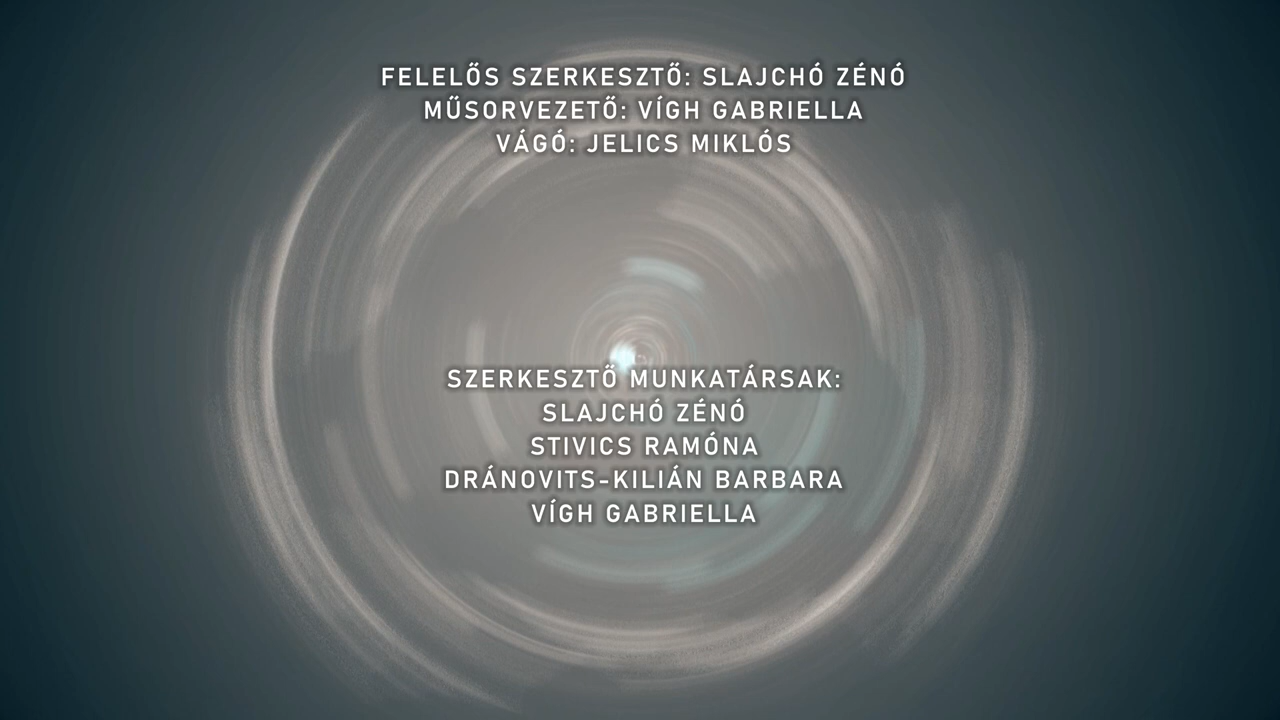 FELELŐS SZERKESZTŐ: SLAJCHÓ ZÉNÓ
MŰSORVEZETŐ: VÍGH GABRIELLA
VÁGÓ: JELICS MIKLÓS
SZERKESZTŐ MUNKATÁRSAK:
SLAJCHÓ ZÉNÓ
STIVICS RAMÓNA
DRÁNOVITS-KILIÁN BARBARA
VÍGH GABRIELLA